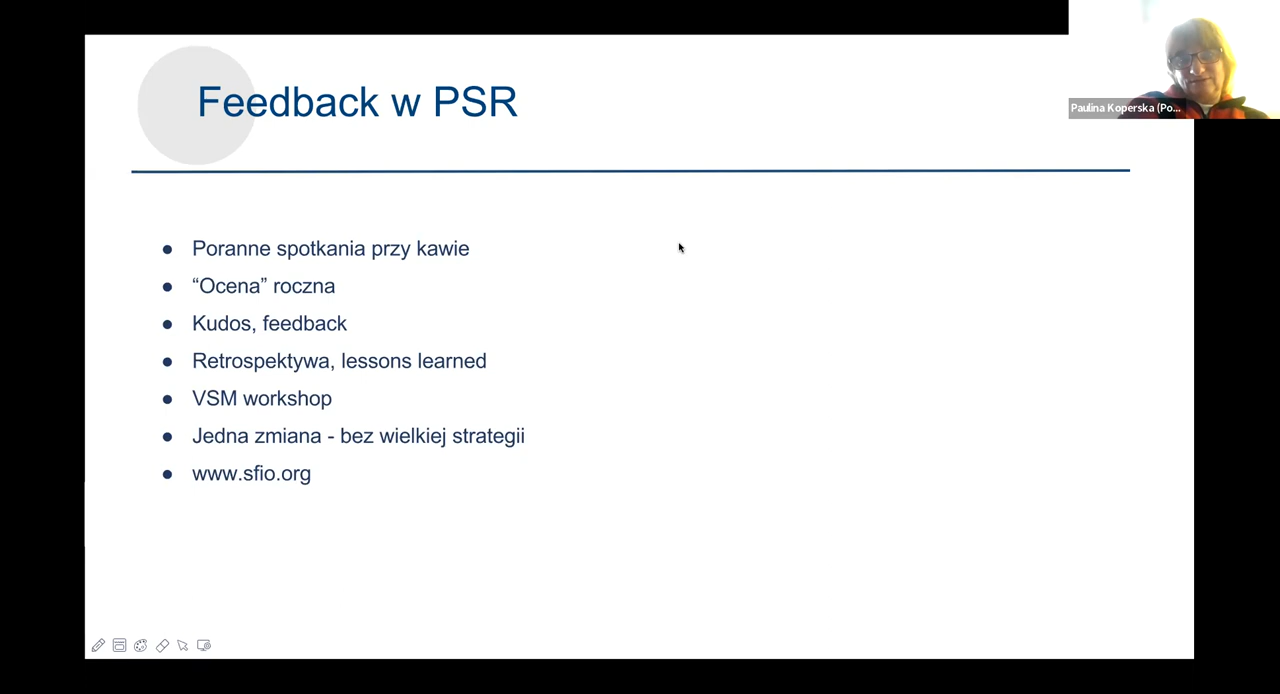 Feedback w PSR
Paulina Koperska (Po...
● Poranne spotkania przy kawie
● “Ocena” roczna
● Kudos, feedback
● Retrospektywa, lessons learned
● VSM workshop
● Jedna zmiana - bez wielkiej strategii
● www.sfio.org